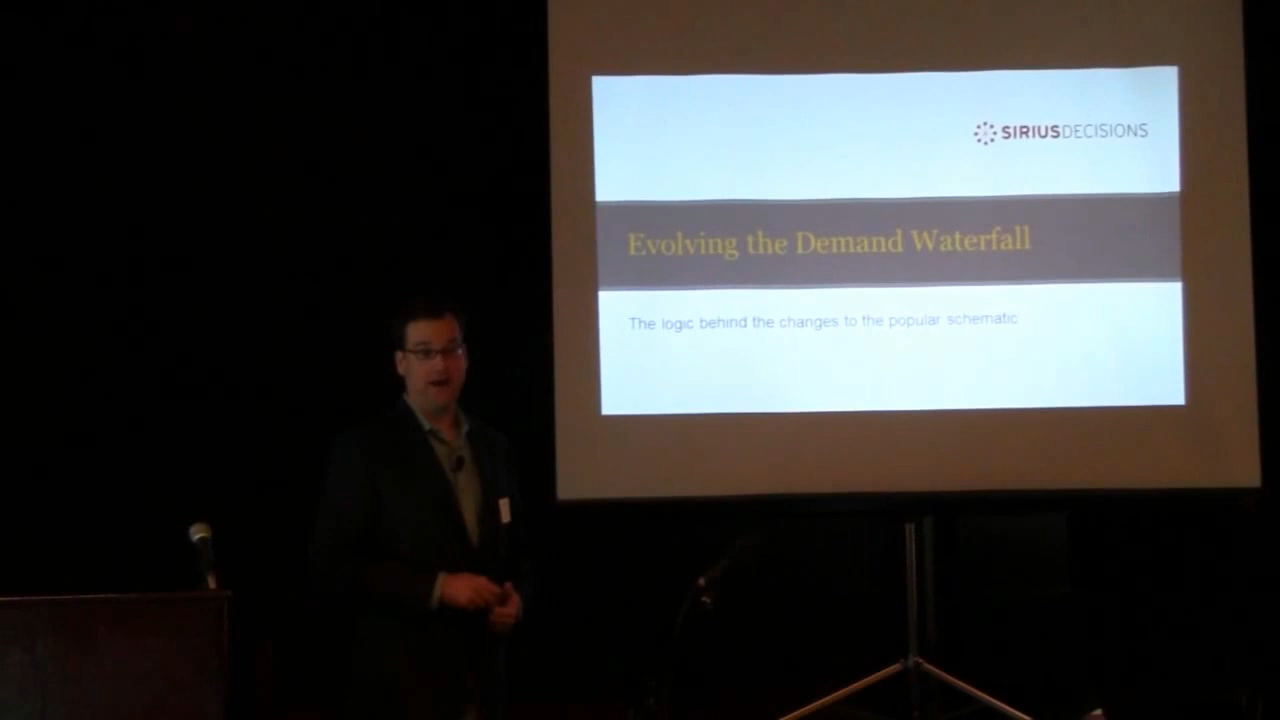 SIRIUSDECISIONS
Evolving the Demand Waterfall
The logic behind the changes to the popular schematic